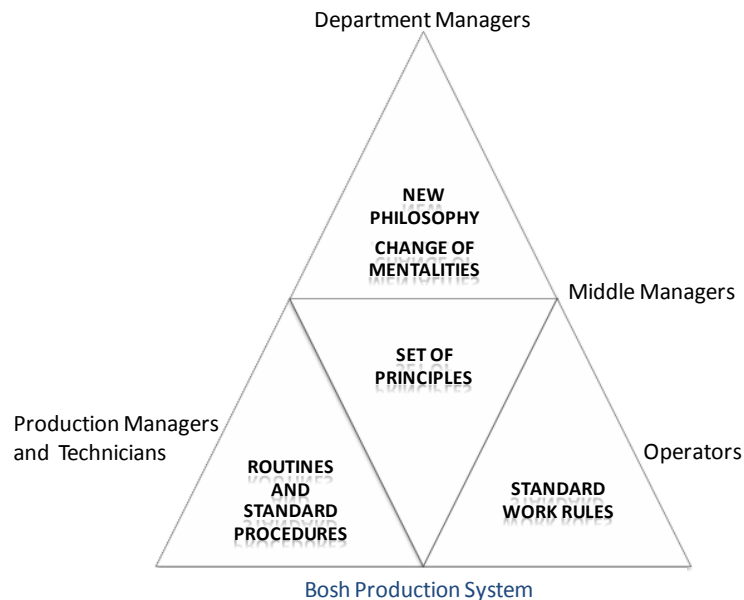 Department Managers
NEW
PHILOSOPHY
CHANGE OF
MENTALITIES
Middle Managers
SET OF
PRINCIPLES
Production Managers
and Technicians
Operators
ROUTINES
AND
STANDARD
PROCEDURES
STANDARD
WORK RULES
Bosh Production System